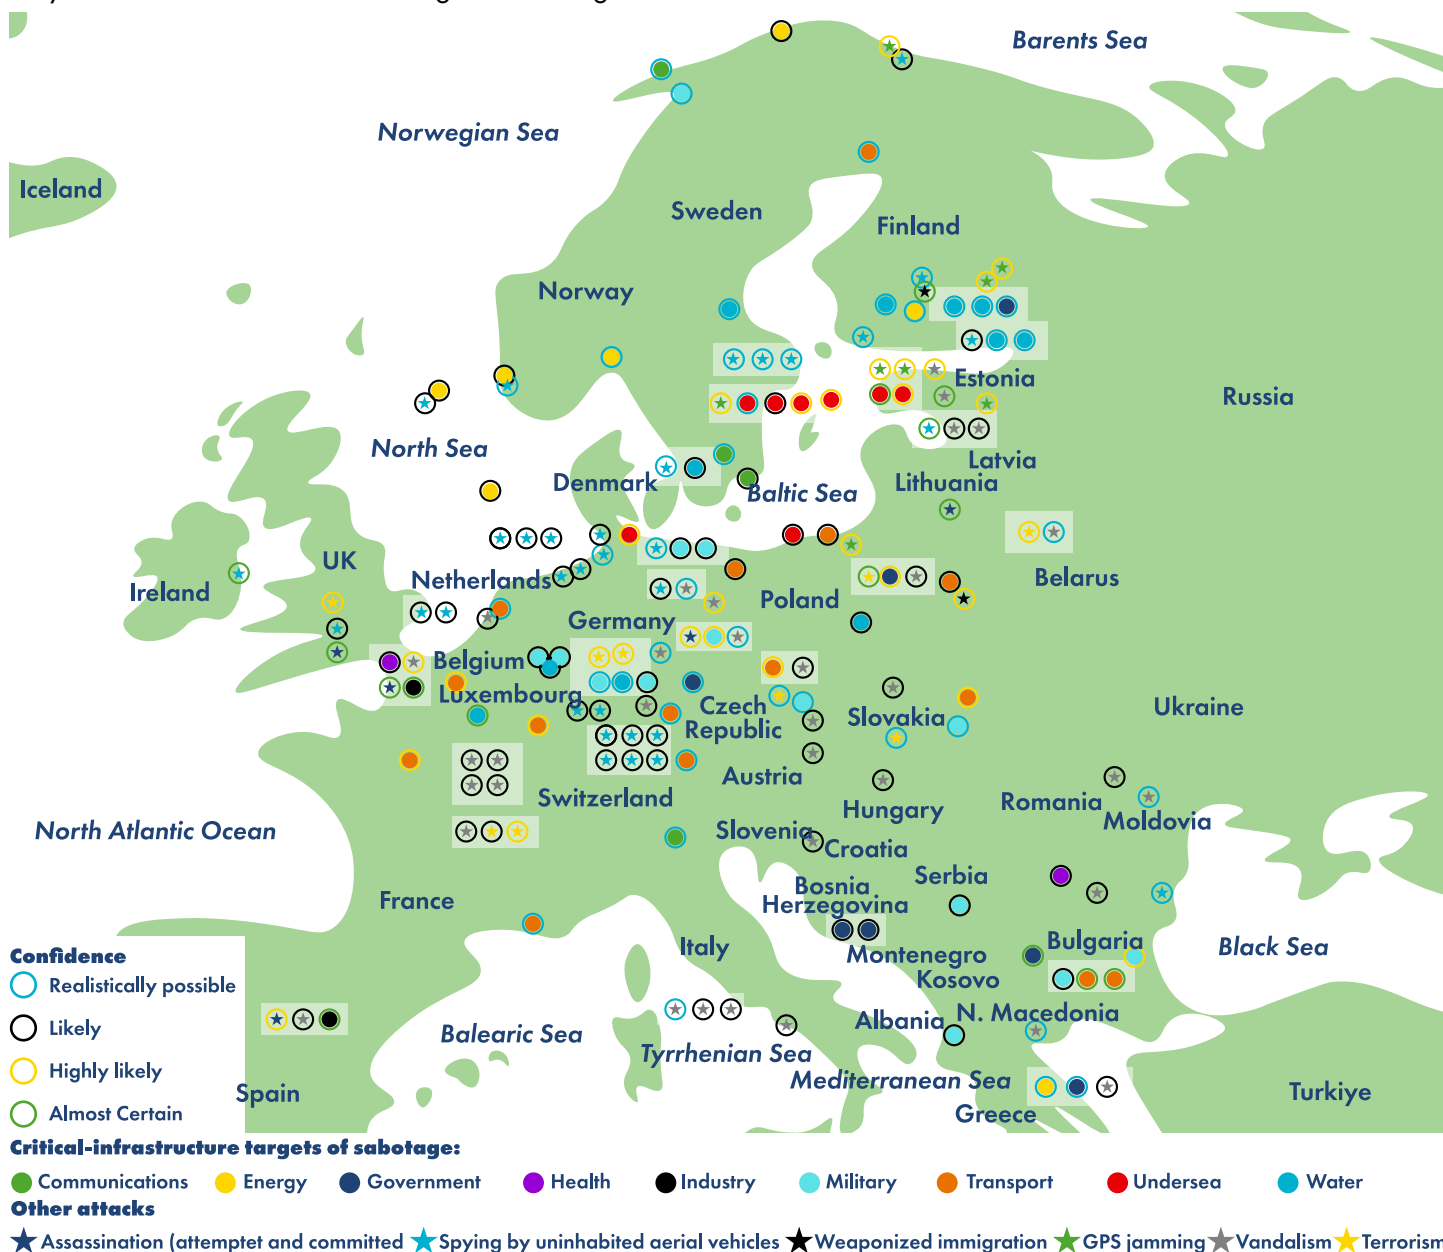 Barents Sea
Norwegian Sea
Iceland
Sweden
Finland
Norway
Estonia
Russia
North Sea
Latvia
Denmark
Baltic Sea
Lithuania
UK
Ireland
Netherlands
Belarus
Poland
Germany
Belgium
Luxembourg
Czech
Republic
Slovakia
Ukraine
Austria
Switzerland
Hungary
Romania
Moldovia
North Atlantic Ocean
Slovenia
Croatia
Bosnia
Herzegovina
Serbia
France
Italy
Montenegro
Bulgaria
Black Sea
Kosovo
Albania
N. Macedonia
Balearic Sea
Tyrrhenian Sea
Mediterranean Sea
Spain
Greece
Turkiye
Confidence
Realistically possible
Likely
Highly likely
Almost Certain
Critical-infrastructure targets of sabotage:
Communications Energy Government Health Industry Military Transport Undersea Water
Other attacks
Assassination (attemptet and committed Spying by uninhabited aerial vehicles Weaponized immigration GPS jamming Vandalism Terrorism